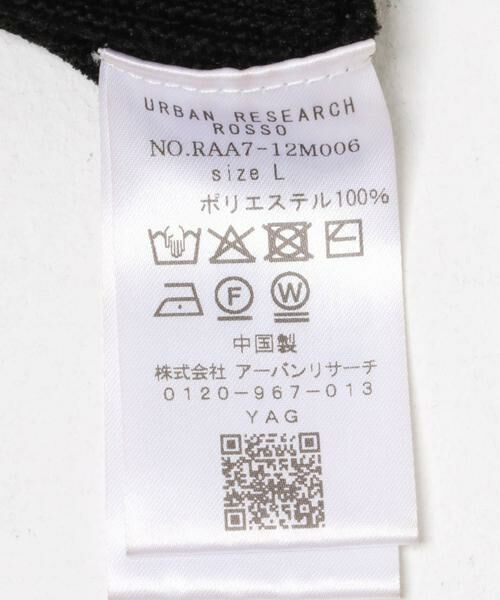 URBAN RESEARCH
ROSSO
NO.RAA7-12M006
size L
ポリエステル100%
F W
中国製
株式会社 アーバンリサーチ
0120-967-013
YAG